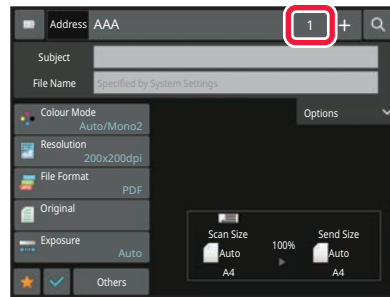 Address AAA 1 +
Subject
File Name Specified by System Settings
Colour Mode
Auto/Mono2
Options
Resolution
200x200dpi
File Format
PDF
Original
Exposure
Auto
Scan Size
Auto
A4
100%
Send Size
Auto
A4
Others